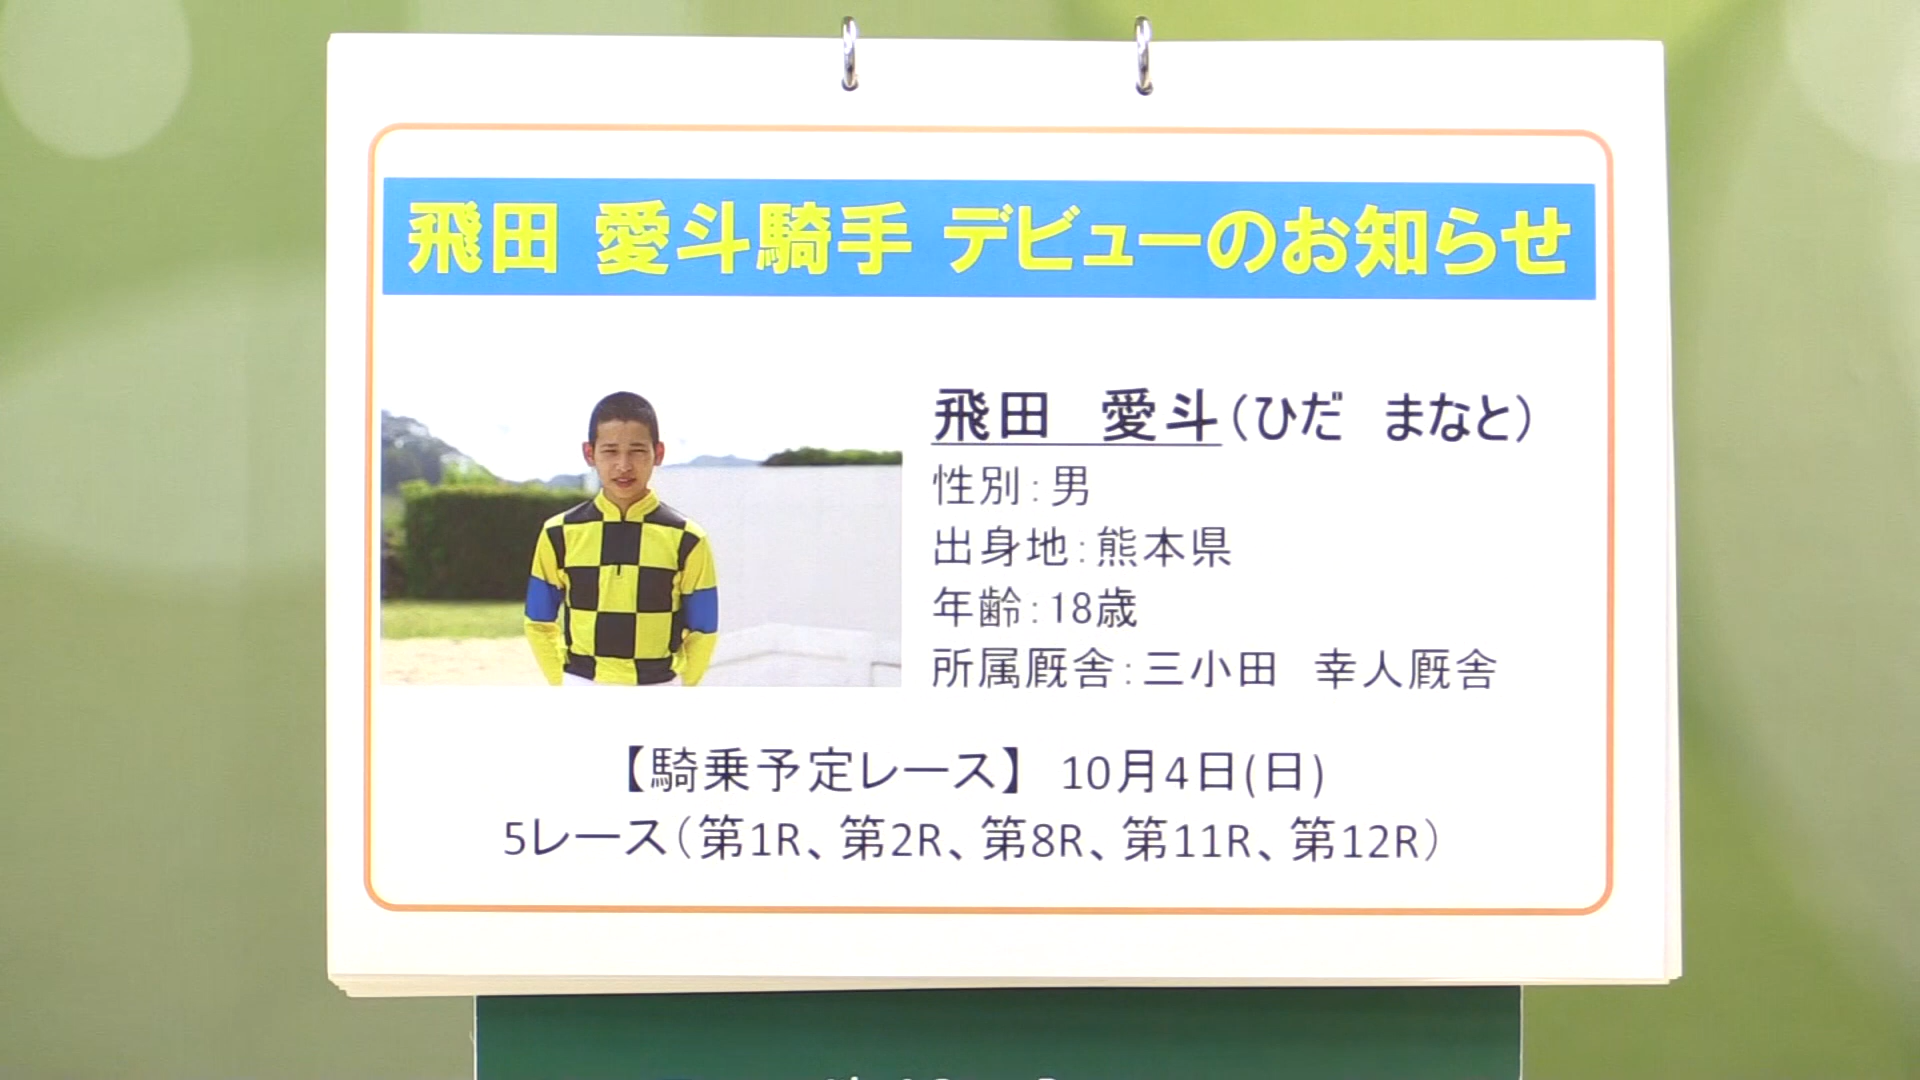 飛田 愛斗騎手 デビューのお知らせ
飛田　愛斗（ひだ　まなと）
性別：男
出身地：熊本県
年齢：18歳
所属厩舎：三小田　幸人厩舎
【騎乗予定レース】 10月4日(日)
5レース（第1R、第2R、第8R、第11R、第12R）